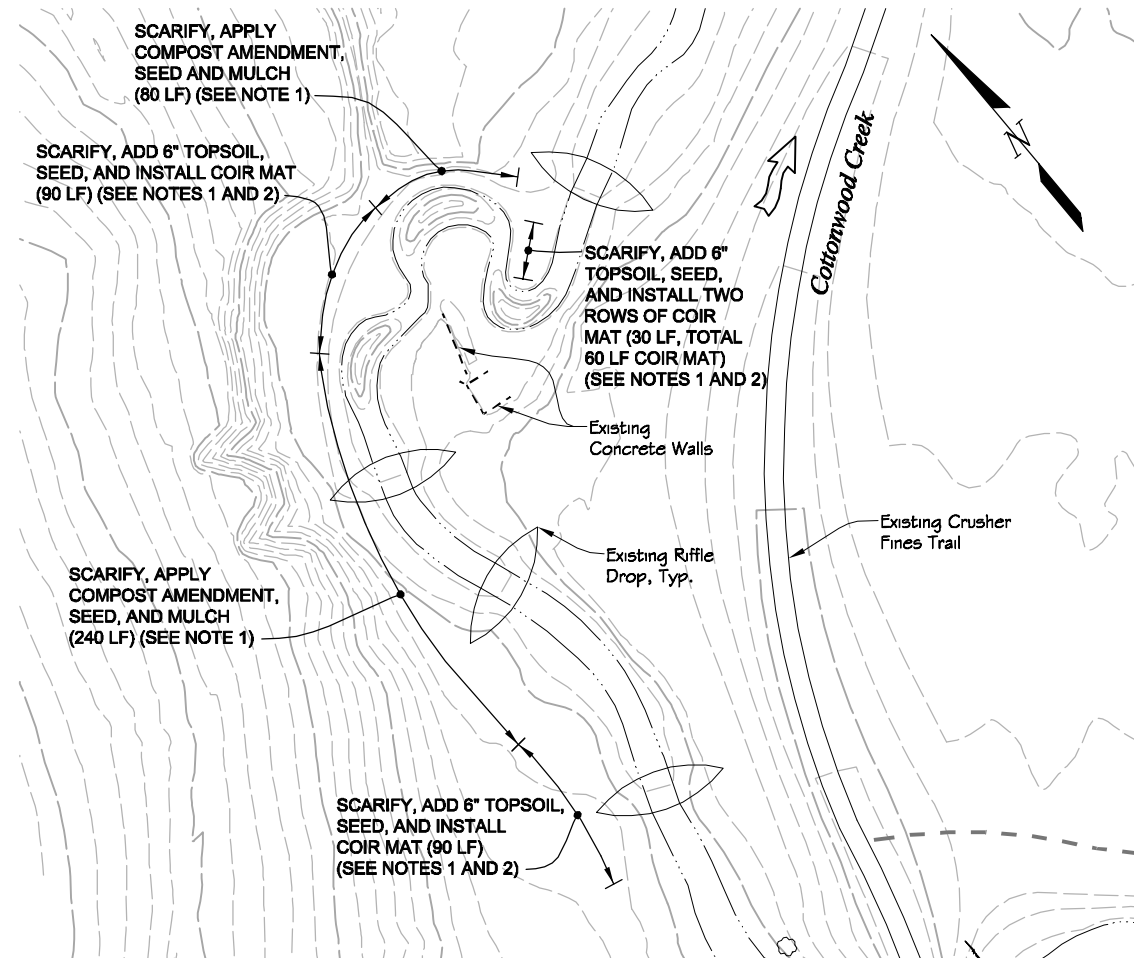 SCARIFY, APPLY
COMPOST AMENDMENT,
SEED AND MULCH
(80 LF) (SEE NOTE 1)
SCARIFY, ADD 6" TOPSOIL,
SEED, AND INSTALL COIR MAT
(90 LF) (SEE NOTES 1 AND 2)
N
Cottonwood Creek
SCARIFY, ADD 6"
TOPSOIL, SEED,
AND INSTALL TWO
ROWS OF COIR
MAT (30 LF, TOTAL
60 LF COIR MAT)
(SEE NOTES 1 AND 2)
Existing
Concrete Walls
Existing Crusher
Fines Trail
Existing Riffle
Drop, Typ.
SCARIFY, APPLY
COMPOST AMENDMENT,
SEED, AND MULCH
(240 LF) (SEE NOTE 1)
SCARIFY, ADD 6" TOPSOIL,
SEED, AND INSTALL
COIR MAT (90 LF)
(SEE NOTES 1 AND 2)